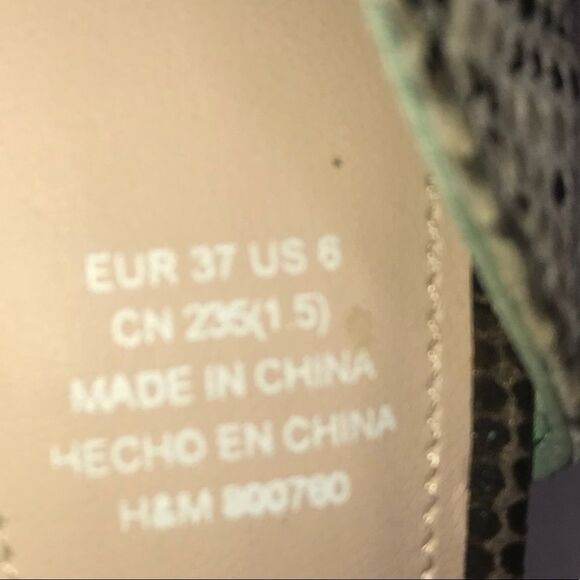 EUR 37 US 6
CN 235(1.5)
MADE IN CHINA
HECHO EN CHINA
H&M 800760